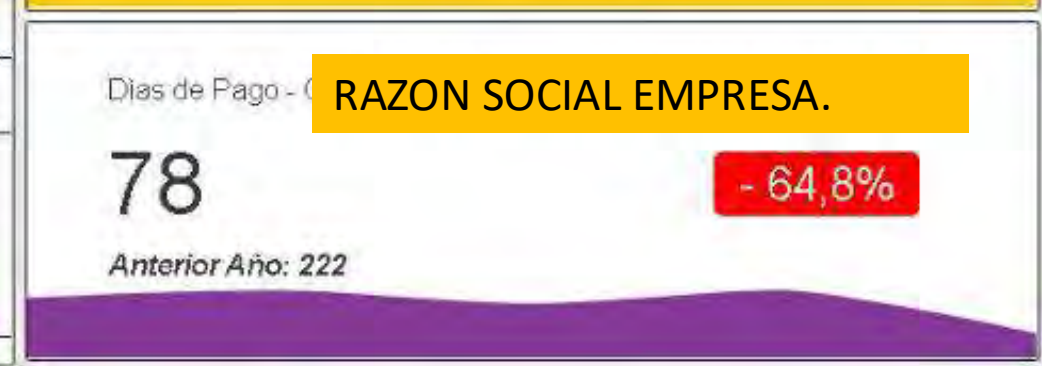 Dias de Pago -
RAZON SOCIAL EMPRESA.
78
- 64,8%
Anterior Año: 222